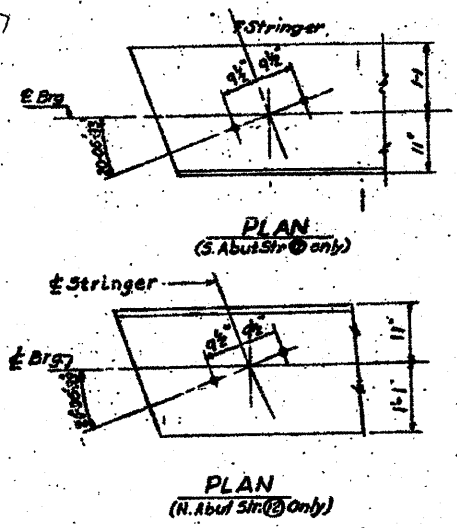 ℄ Stringer
9½" 9½"
℄ Brg
1'-1"
11"
PLAN
(S. Abut Str. only)
℄ Stringer
9½" 9½"
℄ Brg
11"
1'-1"
PLAN
(N. Abut Str. ⑫ Only)